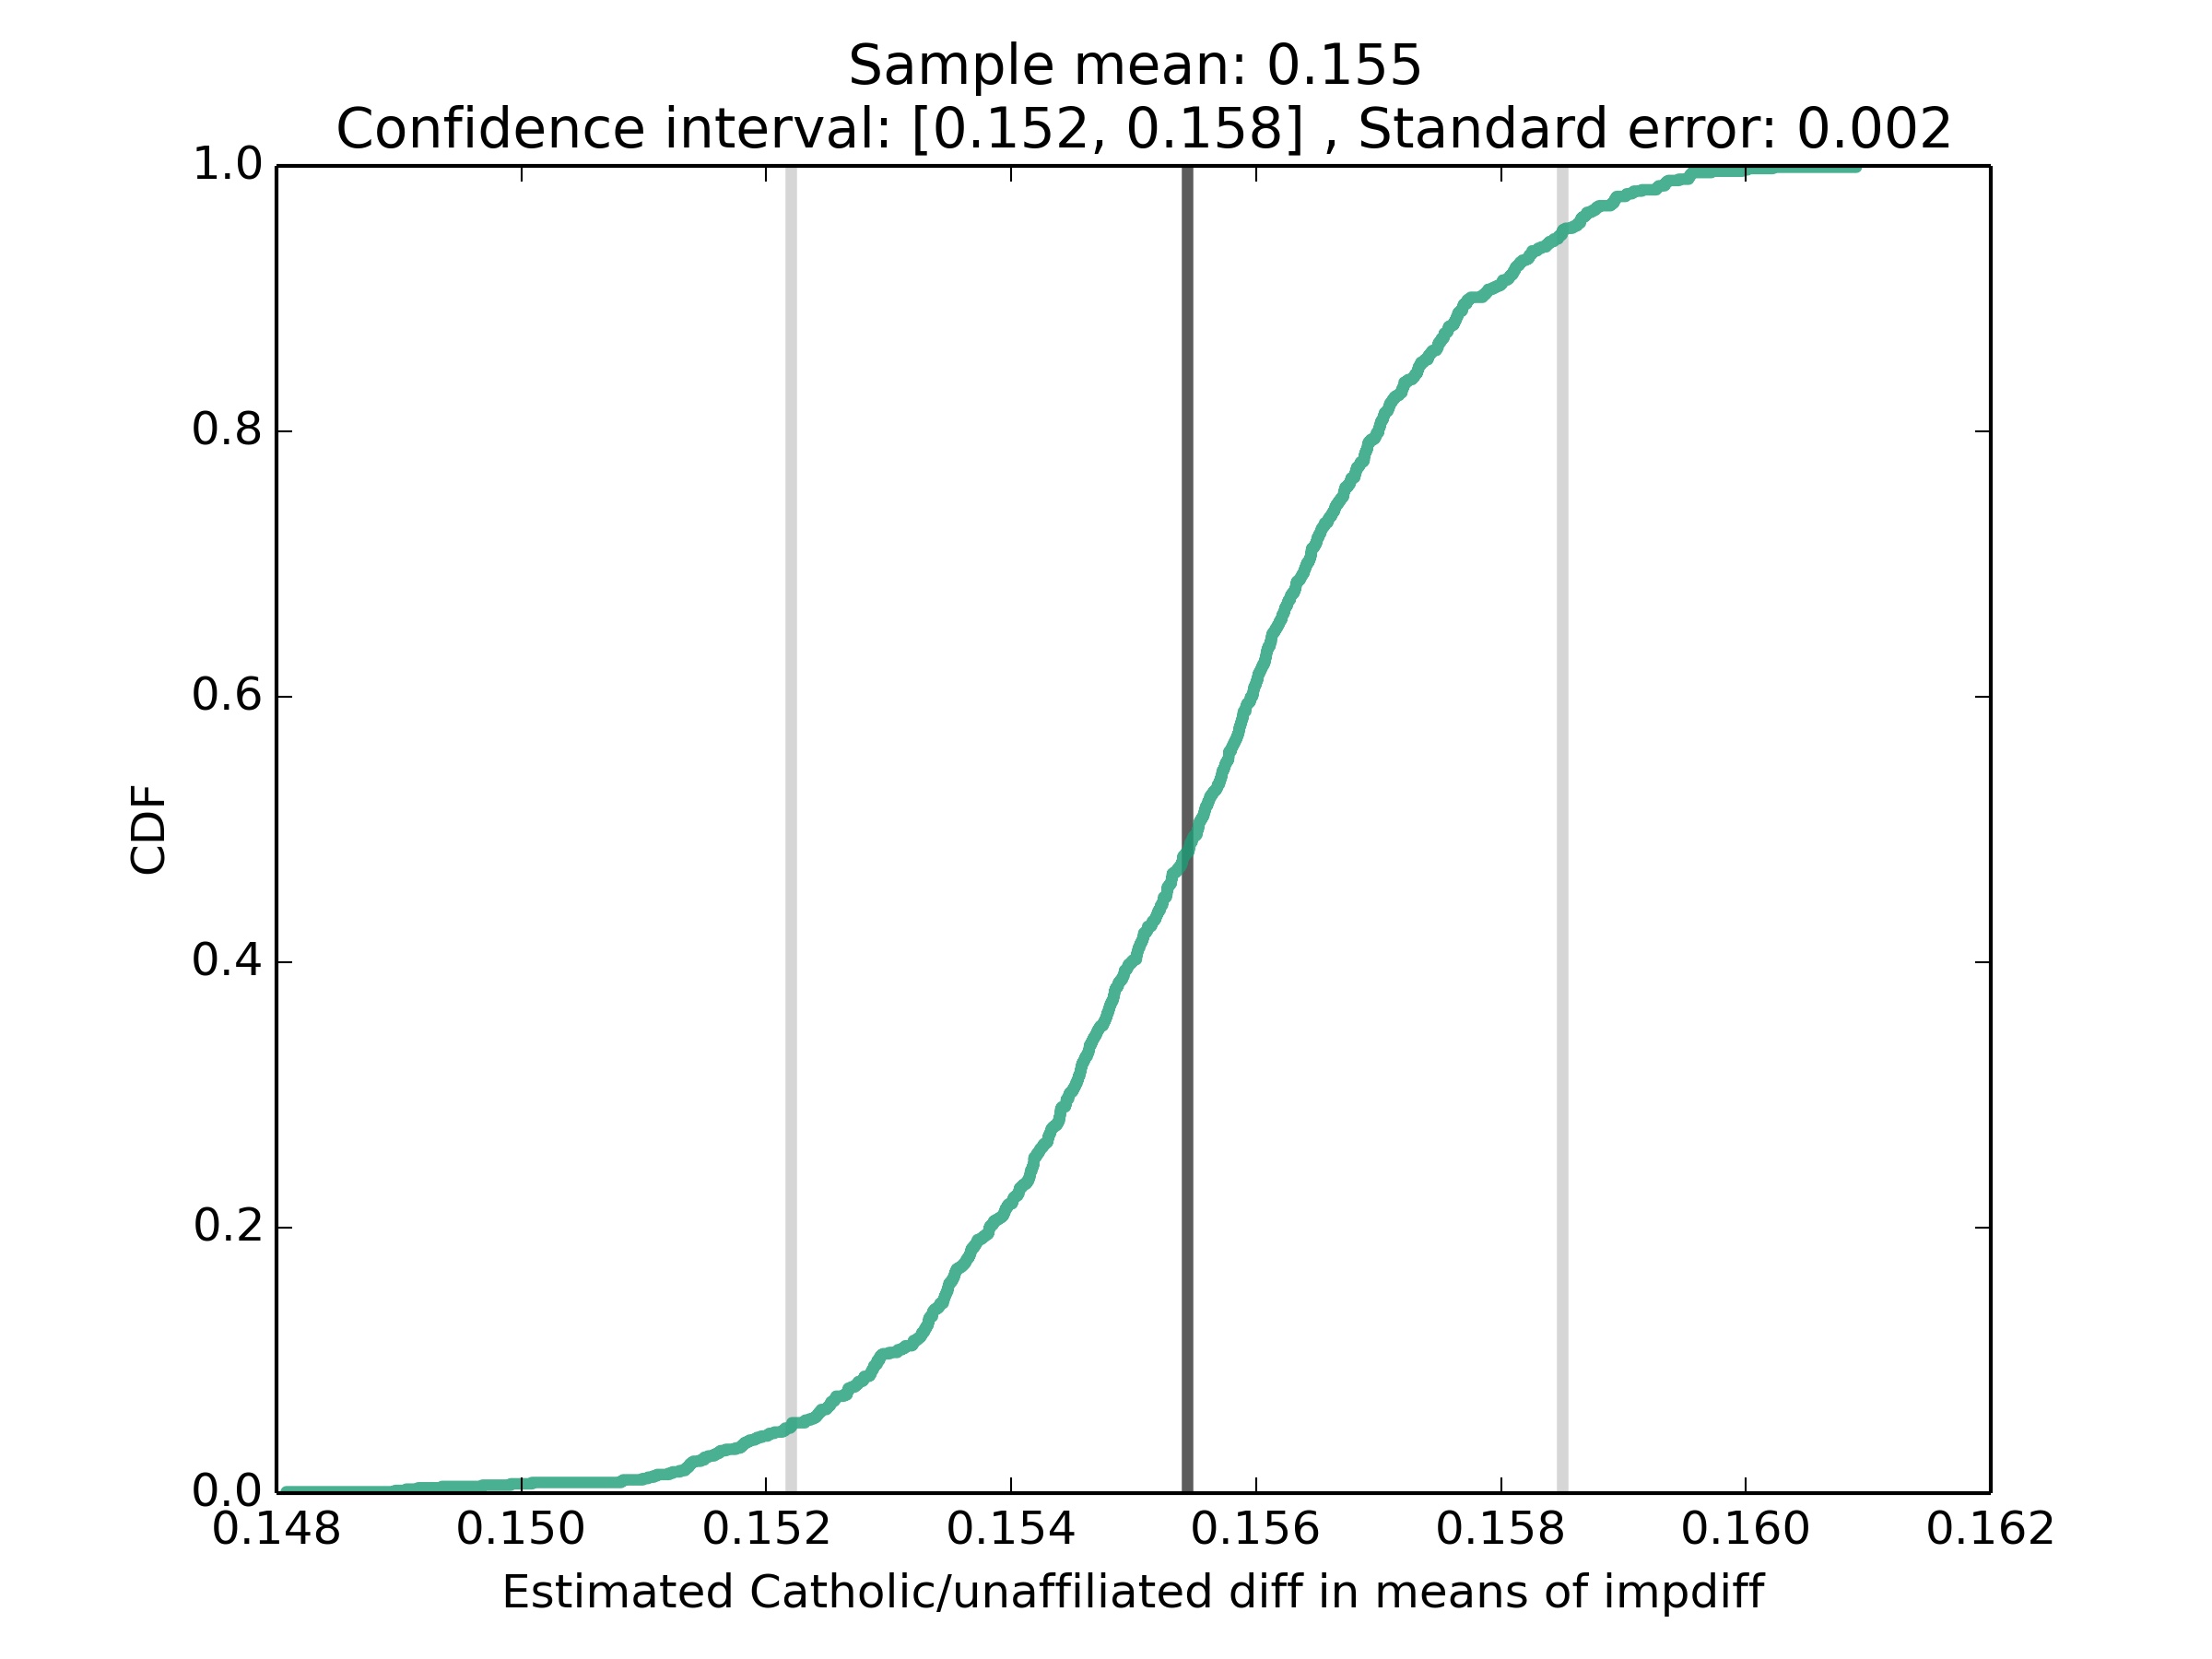 Sample mean: 0.155
Confidence interval: [0.152, 0.158] , Standard error: 0.002
1.0
0.8
0.6
0.4
0.2
0.0
CDF
0.148 0.150 0.152 0.154 0.156 0.158 0.160 0.162
Estimated Catholic/unaffiliated diff in means of impdiff